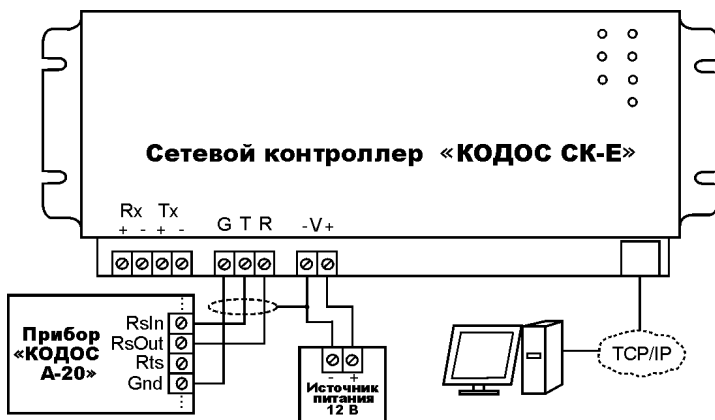 Сетевой контроллер «КОДОС СК-Е»
Rx Tx
+ - + -
G T R
-V+
RsIn
RsOut
Rts
Gnd
Прибор
«КОДОС
А-20»
- +
Источник
питания
12 В
TCP/IP